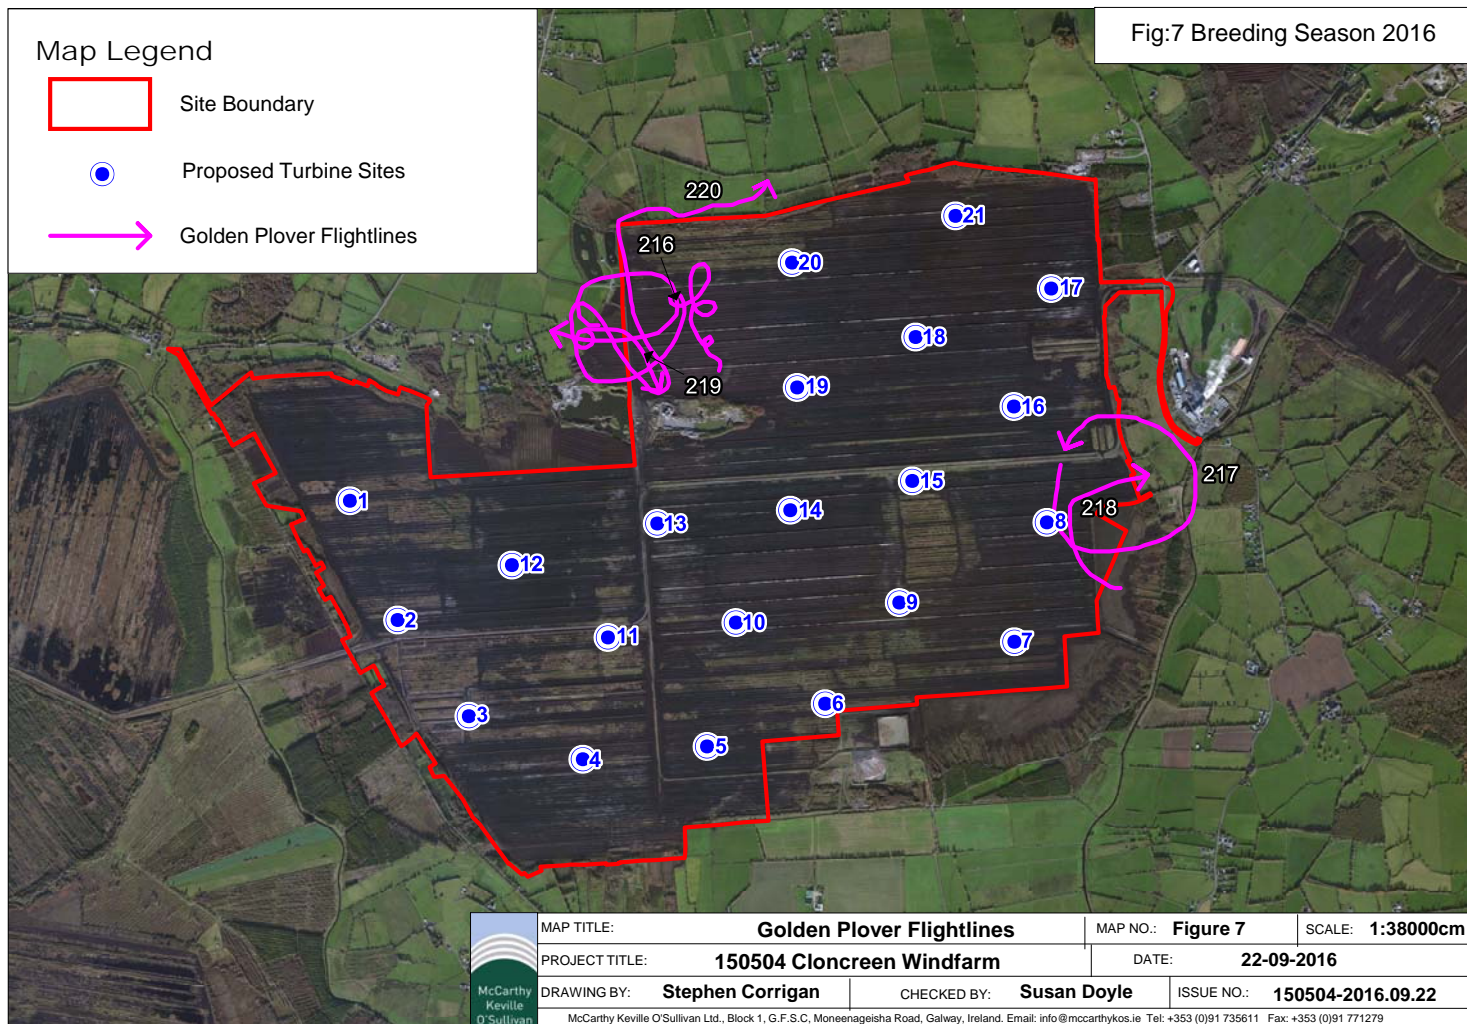 Fig:7 Breeding Season 2016
Map Legend
Site Boundary
Proposed Turbine Sites
Golden Plover Flightlines
220
216
219
217
218
21
20
17
18
19
16
15
14
13
8
1
12
2
11
10
9
7
3
6
5
4
McCarthy
Keville
O'Sullivan
MAP TITLE: Golden Plover Flightlines MAP NO.: Figure 7 SCALE: 1:38000cm
PROJECT TITLE: 150504 Cloncreen Windfarm DATE: 22-09-2016
DRAWING BY: Stephen Corrigan CHECKED BY: Susan Doyle ISSUE NO.: 150504-2016.09.22
McCarthy Keville O'Sullivan Ltd., Block 1, G.F.S.C, Moneenageisha Road, Galway, Ireland. Email: info@mccarthykos.ie Tel: +353 (0)91 735611 Fax: +353 (0)91 771279